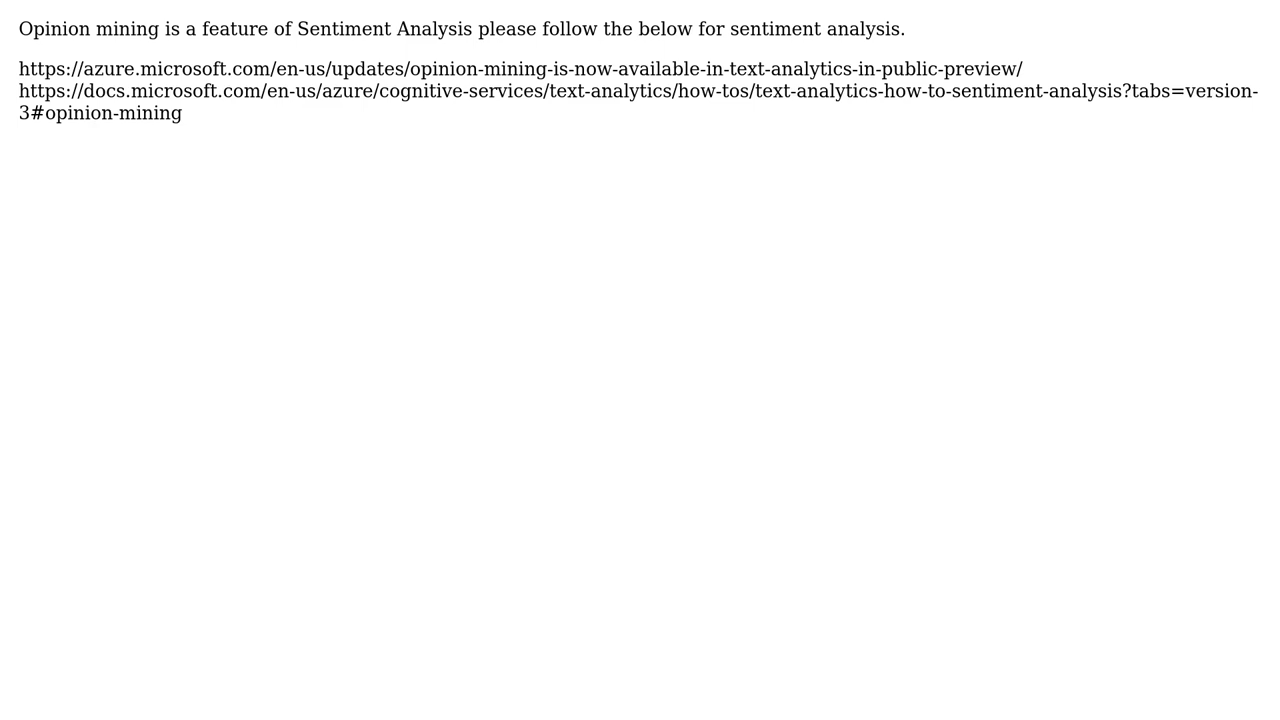 Opinion mining is a feature of Sentiment Analysis please follow the below for sentiment analysis.
https://azure.microsoft.com/en-us/updates/opinion-mining-is-now-available-in-text-analytics-in-public-preview/
https://docs.microsoft.com/en-us/azure/cognitive-services/text-analytics/how-tos/text-analytics-how-to-sentiment-analysis?tabs=version-
3#opinion-mining